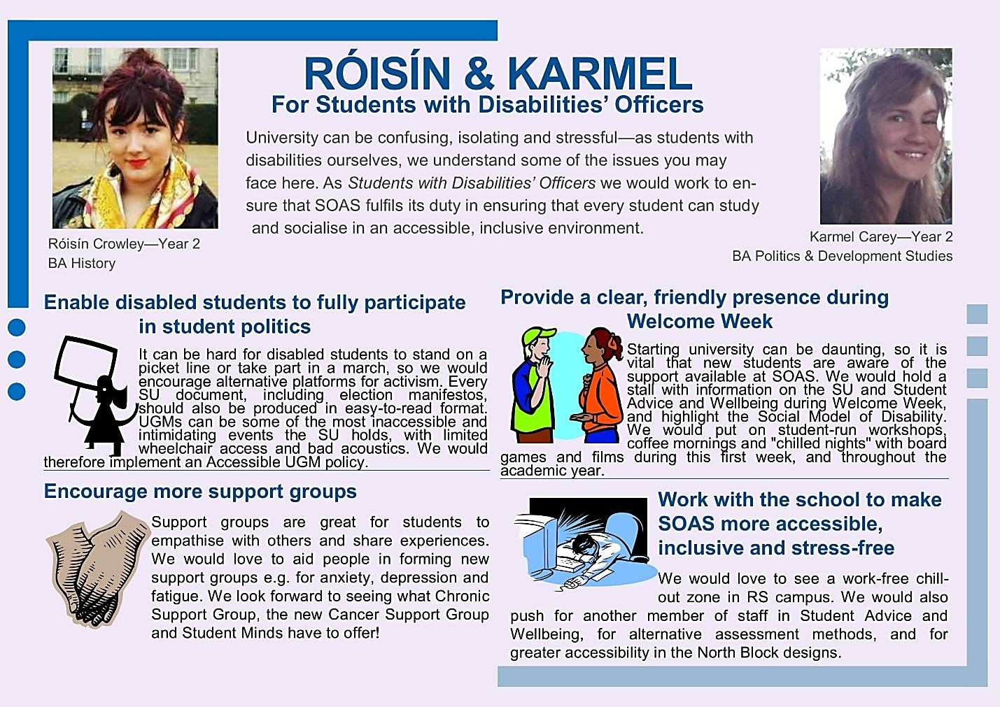 RÓISÍN & KARMEL
For Students with Disabilities’ Officers
University can be confusing, isolating and stressful—as students with
disabilities ourselves, we understand some of the issues you may
face here. As Students with Disabilities’ Officers we would work to en-
sure that SOAS fulfils its duty in ensuring that every student can study
and socialise in an accessible, inclusive environment.
Róisín Crowley—Year 2
BA History
Karmel Carey—Year 2
BA Politics & Development Studies
Enable disabled students to fully participate
in student politics
It can be hard for disabled students to stand on a
picket line or take part in a march, so we would
encourage alternative platforms for activism. Every
SU document, including election manifestos,
should also be produced in easy-to-read format.
UGMs can be some of the most inaccessible and
intimidating events the SU holds, with limited
wheelchair access and bad acoustics. We would
therefore implement an Accessible UGM policy.
Encourage more support groups
Support groups are great for students to
empathise with others and share experiences.
We would love to aid people in forming new
support groups e.g. for anxiety, depression and
fatigue. We look forward to seeing what Chronic
Support Group, the new Cancer Support Group
and Student Minds have to offer!
Provide a clear, friendly presence during
Welcome Week
Starting university can be daunting, so it is
vital that new students are aware of the
support available at SOAS. We would hold a
stall with information on the SU and Student
Advice and Wellbeing during Welcome Week,
and highlight the Social Model of Disability.
We would put on student-run workshops,
coffee mornings and "chilled nights" with board
games and films during this first week, and throughout the
academic year.
Work with the school to make
SOAS more accessible,
inclusive and stress-free
We would love to see a work-free chill-
out zone in RS campus. We would also
push for another member of staff in Student Advice and
Wellbeing, for alternative assessment methods, and for
greater accessibility in the North Block designs.